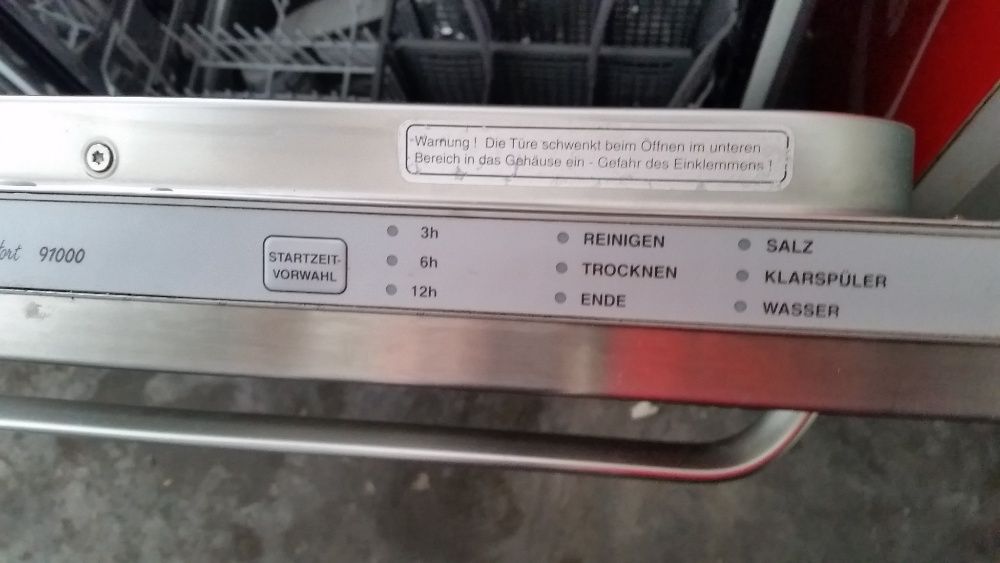 Warnung ! Die Türe schwenkt beim Öffnen im unteren
Bereich in das Gehäuse ein - Gefahr des Einklemmens !
91000
STARTZEIT-
VORWAHL
3h
6h
12h
REINIGEN
TROCKNEN
ENDE
SALZ
KLARSPÜLER
WASSER